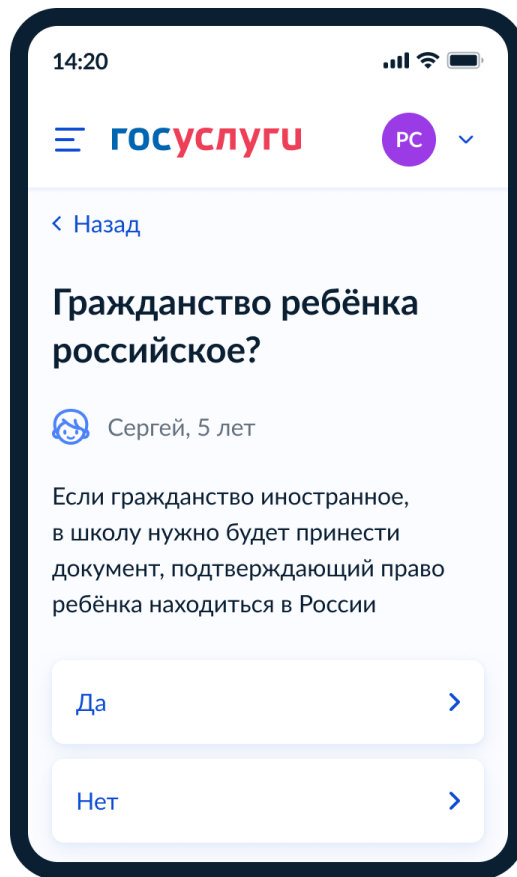 14:20
госуслуги
РС
Назад
Гражданство ребёнка
российское?
Сергей, 5 лет
Если гражданство иностранное,
в школу нужно будет принести
документ, подтверждающий право
ребёнка находиться в России
Да
Нет